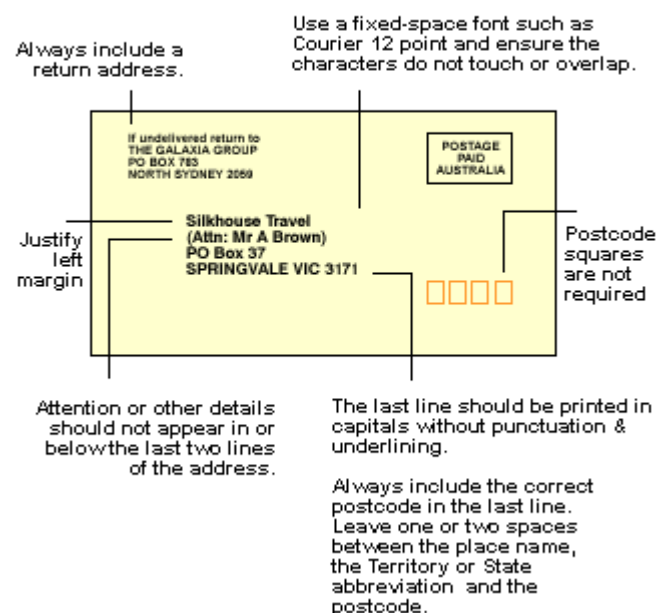 Always include a
return address.
Use a fixed-space font such as
Courier 12 point and ensure the
characters do not touch or overlap.
If undelivered return to
THE GALAXIA GROUP
PO BOX 783
NORTH SYDNEY 2059
POSTAGE
PAID
AUSTRALIA
Silkhouse Travel
(Attn: Mr A Brown)
PO Box 37
SPRINGVALE VIC 3171
Justify
left
margin
Postcode
squares
are not
required
Attention or other details
should not appear in or
below the last two lines
of the address.
The last line should be printed in
capitals without punctuation &
underlining.
Always include the correct
postcode in the last line.
Leave one or two spaces
between the place name,
the Territory or State
abbreviation and the
postcode.